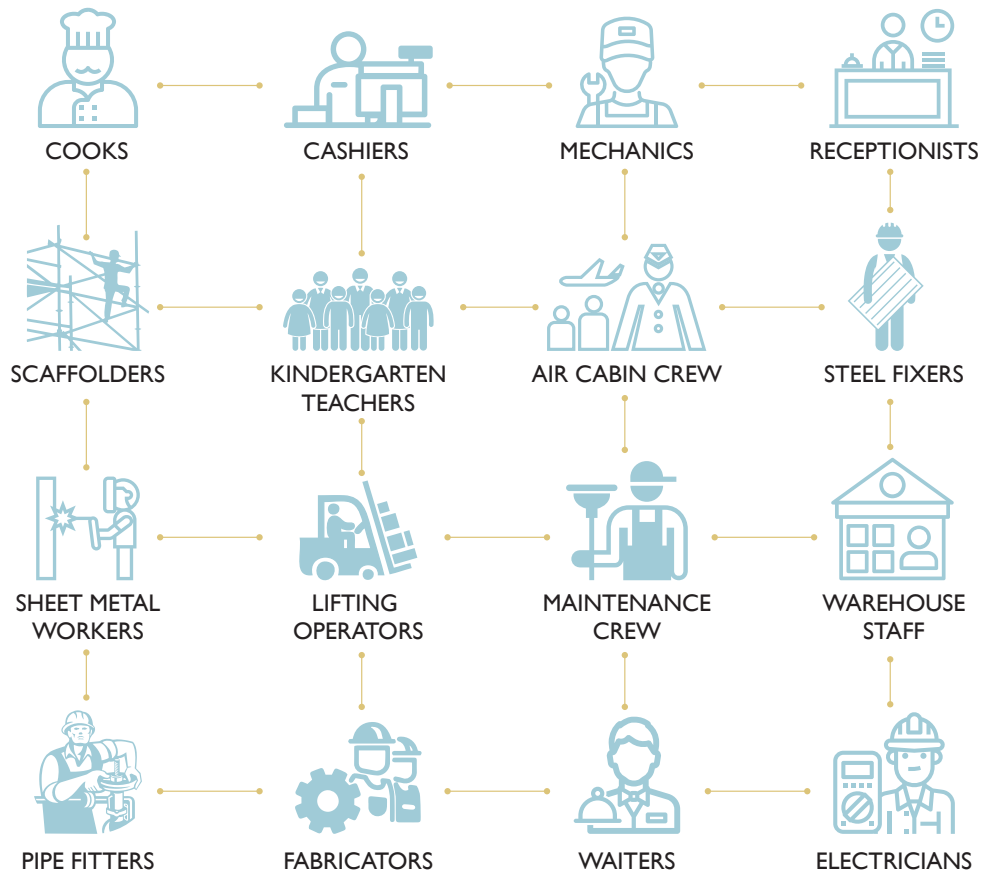 COOKS
CASHIERS
MECHANICS
RECEPTIONISTS
SCAFFOLDERS
KINDERGARTEN
TEACHERS
AIR CABIN CREW
STEEL FIXERS
SHEET METAL
WORKERS
LIFTING
OPERATORS
MAINTENANCE
CREW
WAREHOUSE
STAFF
PIPE FITTERS
FABRICATORS
WAITERS
ELECTRICIANS